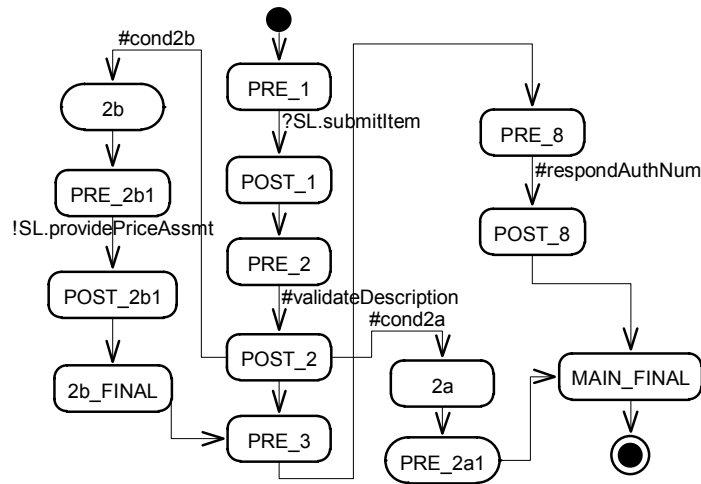 #cond2b
PRE_1
2b
?SL.submitItem
PRE_8
#respondAuthNum
PRE_2b1
POST_1
!SL.providePriceAssmt
POST_8
PRE_2
POST_2b1
#validateDescription
#cond2a
POST_2
2b_FINAL
2a
MAIN_FINAL
PRE_3
PRE_2a1